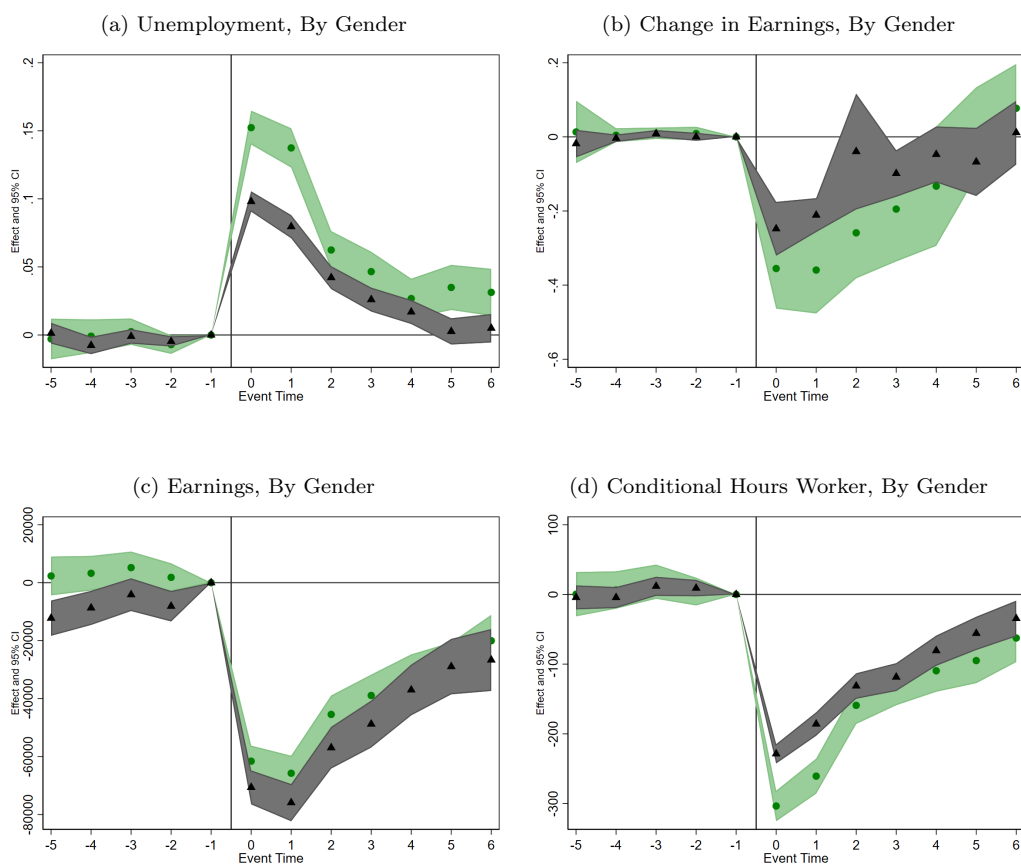 (a) Unemployment, By Gender
Effect and 95% CI
.2
.15
.1
.05
0
-5 -4 -3 -2 -1 0 1 2 3 4 5 6
Event Time
(b) Change in Earnings, By Gender
Effect and 95% CI
.2
0
-.2
-.4
-.6
-5 -4 -3 -2 -1 0 1 2 3 4 5 6
Event Time
(c) Earnings, By Gender
Effect and 95% CI
20000
0
-20000
-40000
-60000
-80000
-5 -4 -3 -2 -1 0 1 2 3 4 5 6
Event Time
(d) Conditional Hours Worker, By Gender
Effect and 95% CI
100
0
-100
-200
-300
-5 -4 -3 -2 -1 0 1 2 3 4 5 6
Event Time